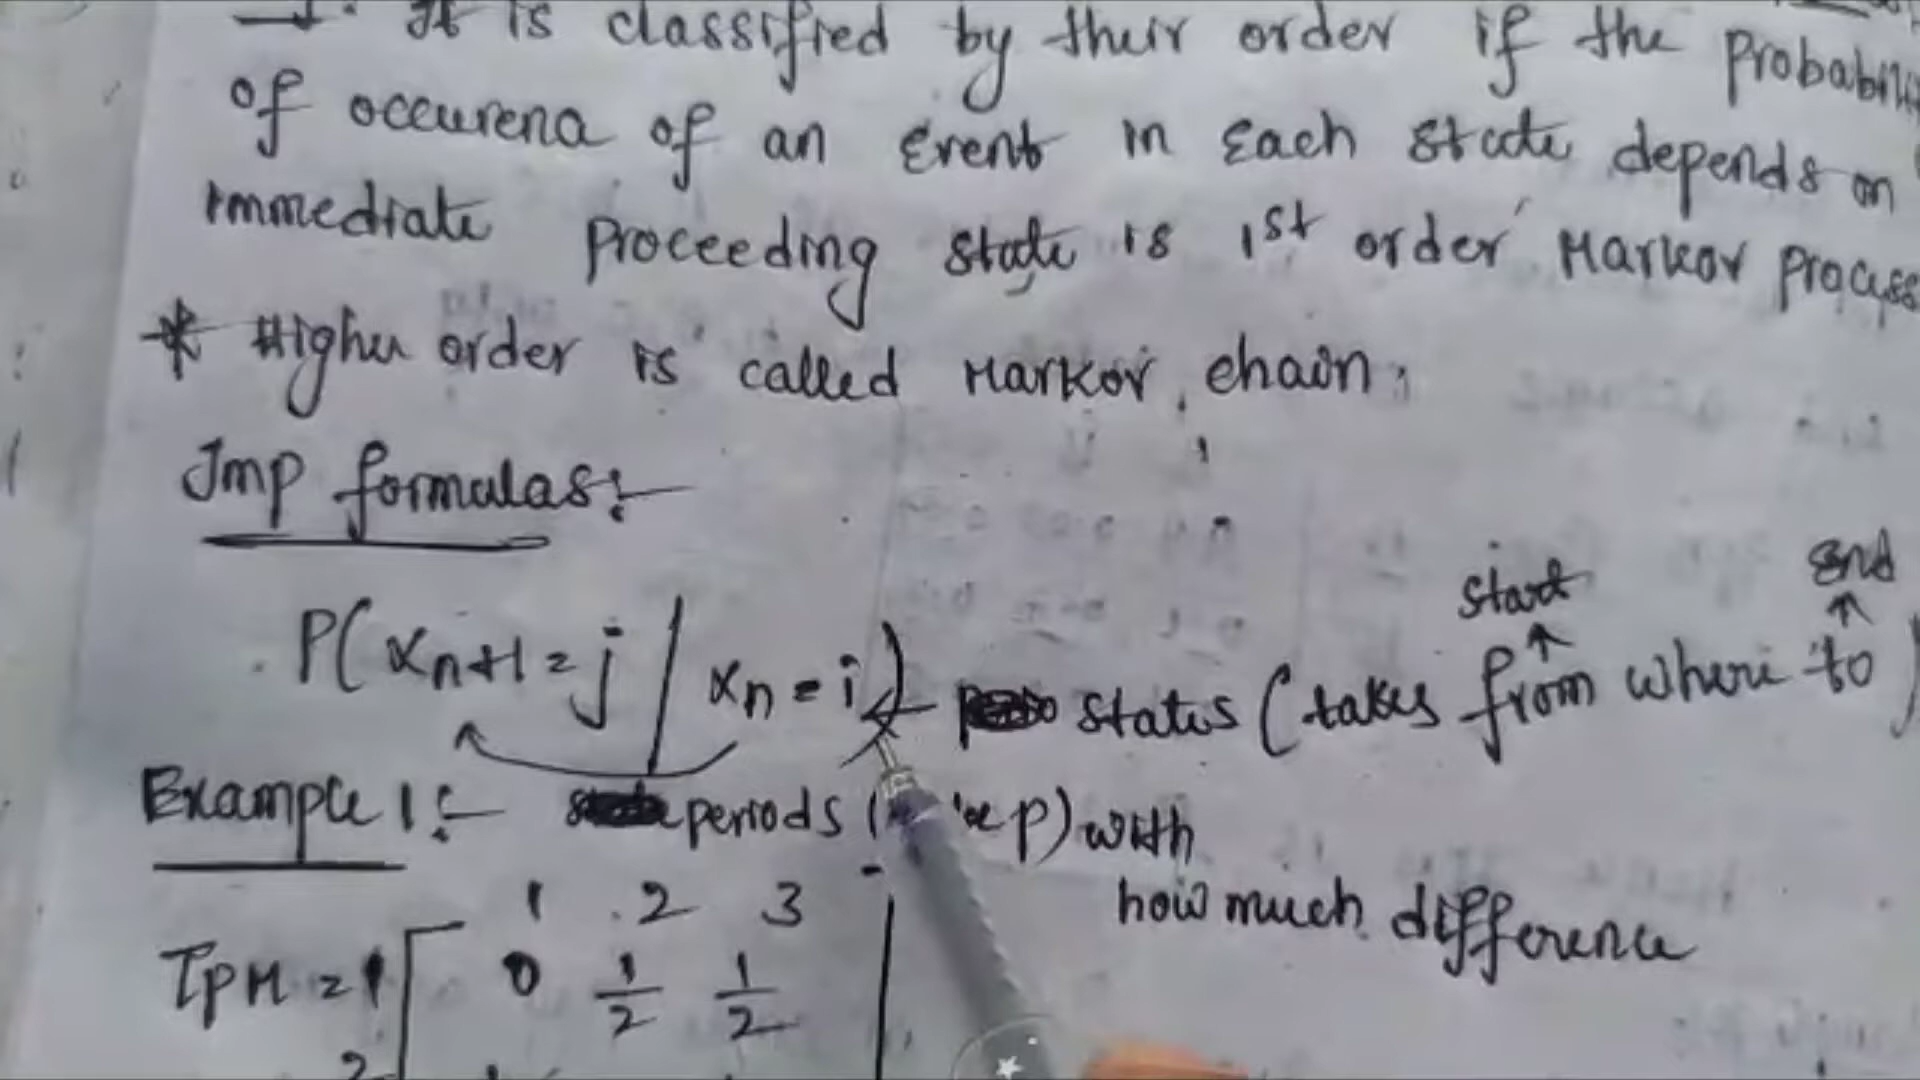 → It is classified by their order if the probabili
of occurena of an Event in Each state depends on
immediate proceeding state is 1st order Markov process
* Higher order is called Markov chain.
Imp formulas:-
start end
P(xn+1 = j / xn = i) states (takes from where to)
Example 1:- periods ( p) with
how much difference
1 2 3
TPM = 1 0 1/2 1/2
2